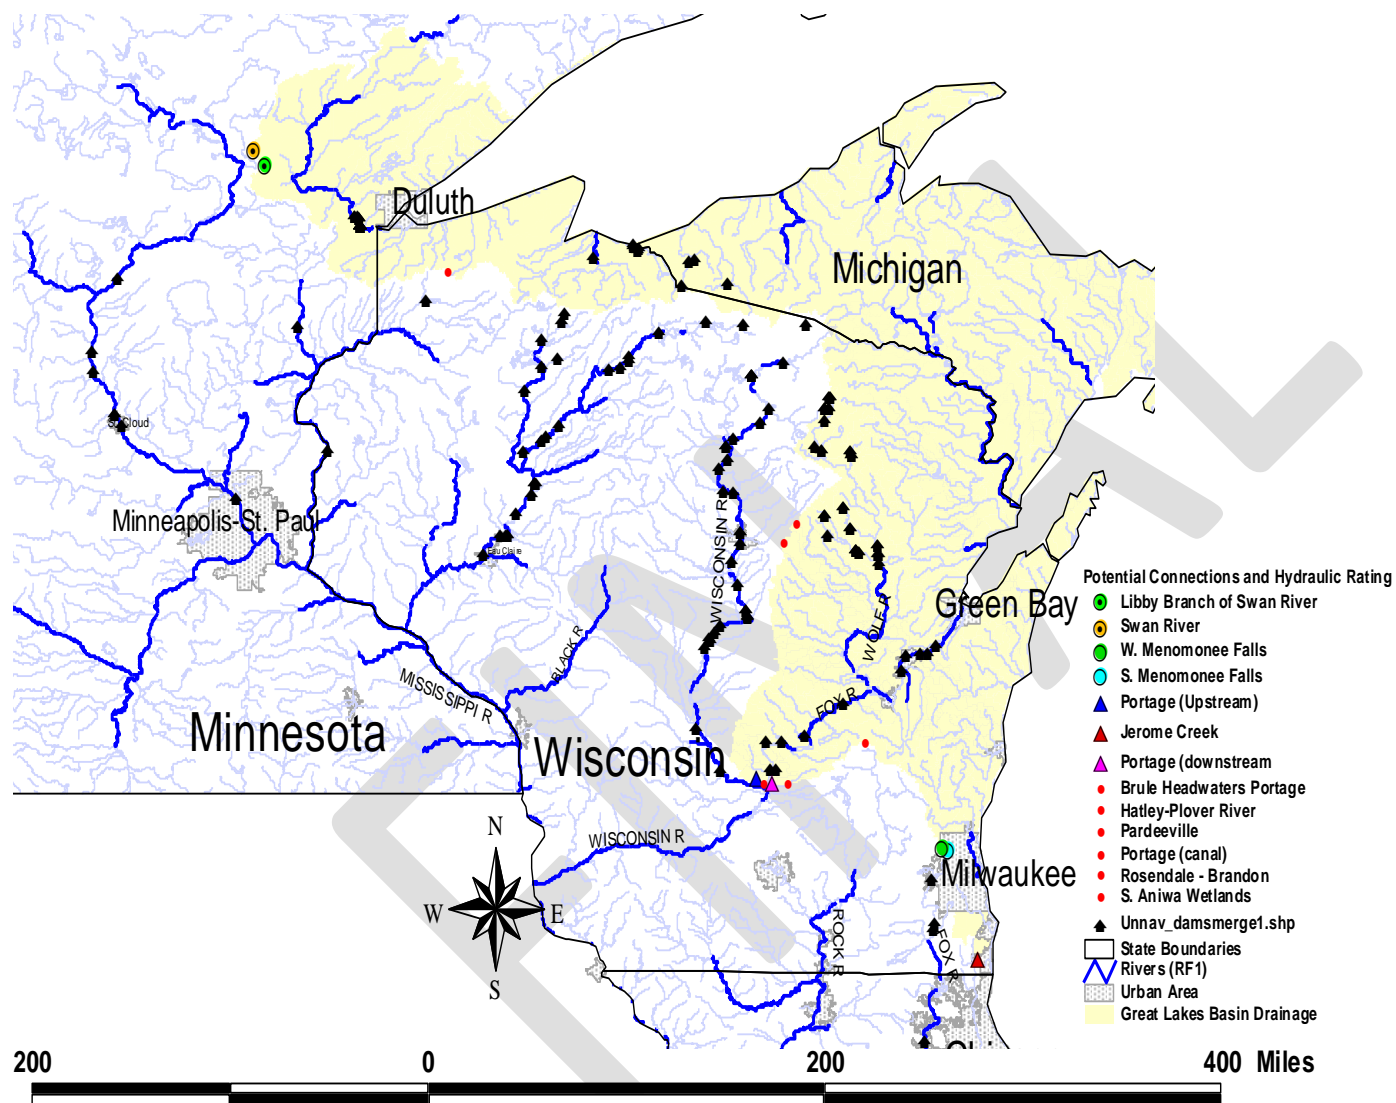 Duluth
Michigan
St. Cloud
Minneapolis-St. Paul
Eau Claire
WISCONSIN R
Green Bay
WOLF R
BLACK R
MISSISSIPPI R
FOX R
Minnesota
Wisconsin
WISCONSIN R
Milwaukee
ROCK R
FOX R
N
W
E
S
Potential Connections and Hydraulic Rating
Libby Branch of Swan River
Swan River
W. Menomonee Falls
S. Menomonee Falls
Portage (Upstream)
Jerome Creek
Portage (downstream
Brule Headwaters Portage
Hatley-Plover River
Pardeeville
Portage (canal)
Rosendale - Brandon
S. Aniwa Wetlands
Unnav_damsmerge1.shp
State Boundaries
Rivers (RF1)
Urban Area
Great Lakes Basin Drainage
200 0 200 400 Miles